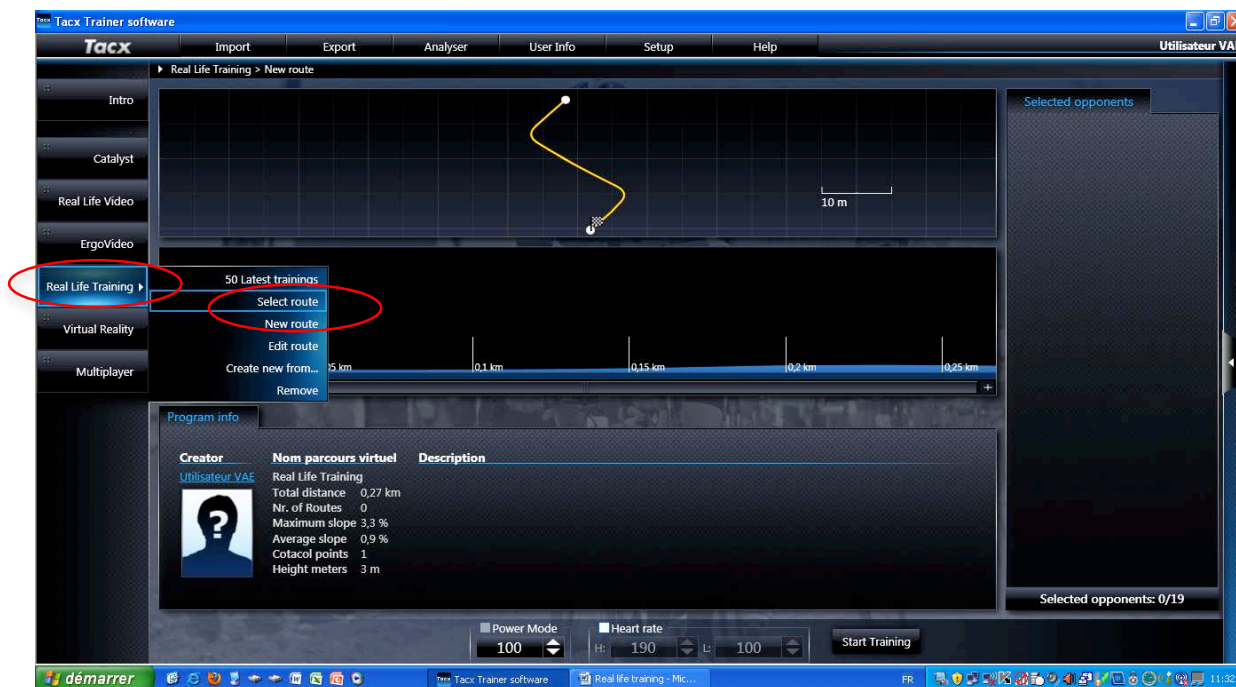 Tacx Trainer software
Tacx Import Export Analyser User Info Setup Help Utilisateur VAE
Real Life Training > New route
Intro
Catalyst
Real Life Video
ErgoVideo
Real Life Training
Virtual Reality
Multiplayer
Selected opponents
10 m
50 Latest trainings
Select route
New route
Edit route
Create new from...
Remove
05 km 0,1 km 0,15 km 0,2 km 0,25 km
Program info
Creator Nom parcours virtuel Description
Utilisateur VAE Real Life Training
Total distance 0,27 km
Nr. of Routes 0
Maximum slope 3,3 %
Average slope 0,9 %
Cotacol points 1
Height meters 3 m
?
Selected opponents: 0/19
Power Mode Heart rate
100 H: 190 L: 100 Start Training
démarrer Tacx Trainer software Real life training - Mic... FR 11:32